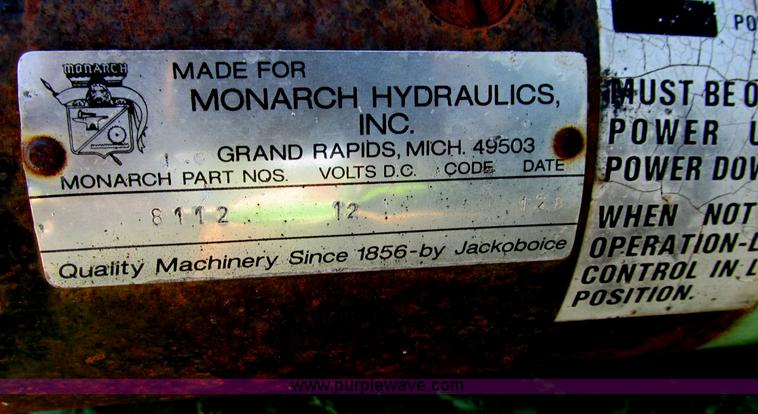 MONARCH
MADE FOR
MONARCH HYDRAULICS,
INC.
GRAND RAPIDS, MICH. 49503
MONARCH PART NOS. VOLTS D.C. CODE DATE
8112 12 128
Quality Machinery Since 1856-by Jackoboice
PO
MUST BE O
POWER U
POWER DOW
WHEN NOT
OPERATION-L
CONTROL IN L
POSITION.
www.purplewave.com